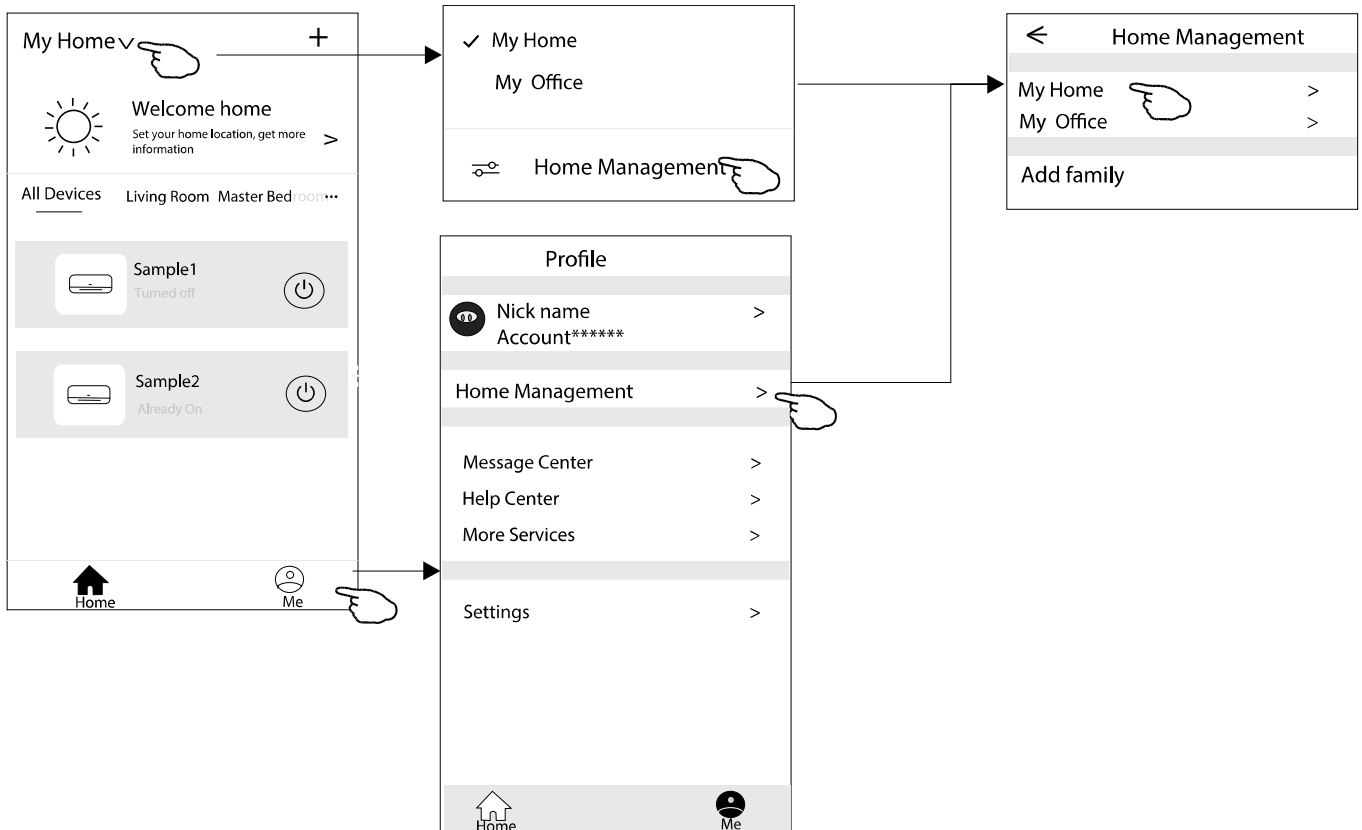 My Home
+
Welcome home
Set your home location, get more
information
>
All Devices Living Room Master Bedroom•••
Sample1
Turned off
Sample2
Already On
Home
Me
✓ My Home
My Office
Home Management
Profile
Nick name >
Account******
Home Management >
Message Center >
Help Center >
More Services >
Settings >
Home
Me
Home Management
My Home >
My Office >
Add family